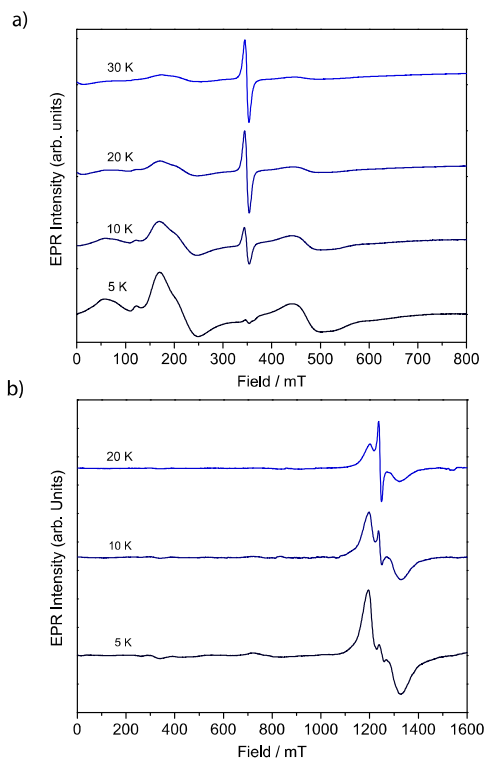 a)
EPR Intensity (arb. units)
30 K
20 K
10 K
5 K
0 100 200 300 400 500 600 700 800
Field / mT
b)
EPR Intensity (arb. Units)
20 K
10 K
5 K
0 200 400 600 800 1000 1200 1400 1600
Field / mT